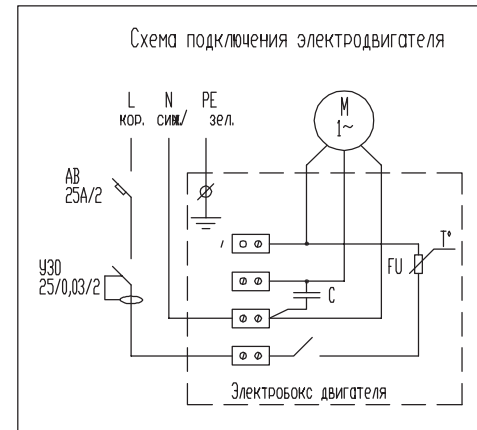 Схема подключения электродвигателя
L N PE
кор. син/ зел.
M
1~
АВ
25А/2
УЗО
25/0,03/2
T°
FU
C
Электробокс двигателя